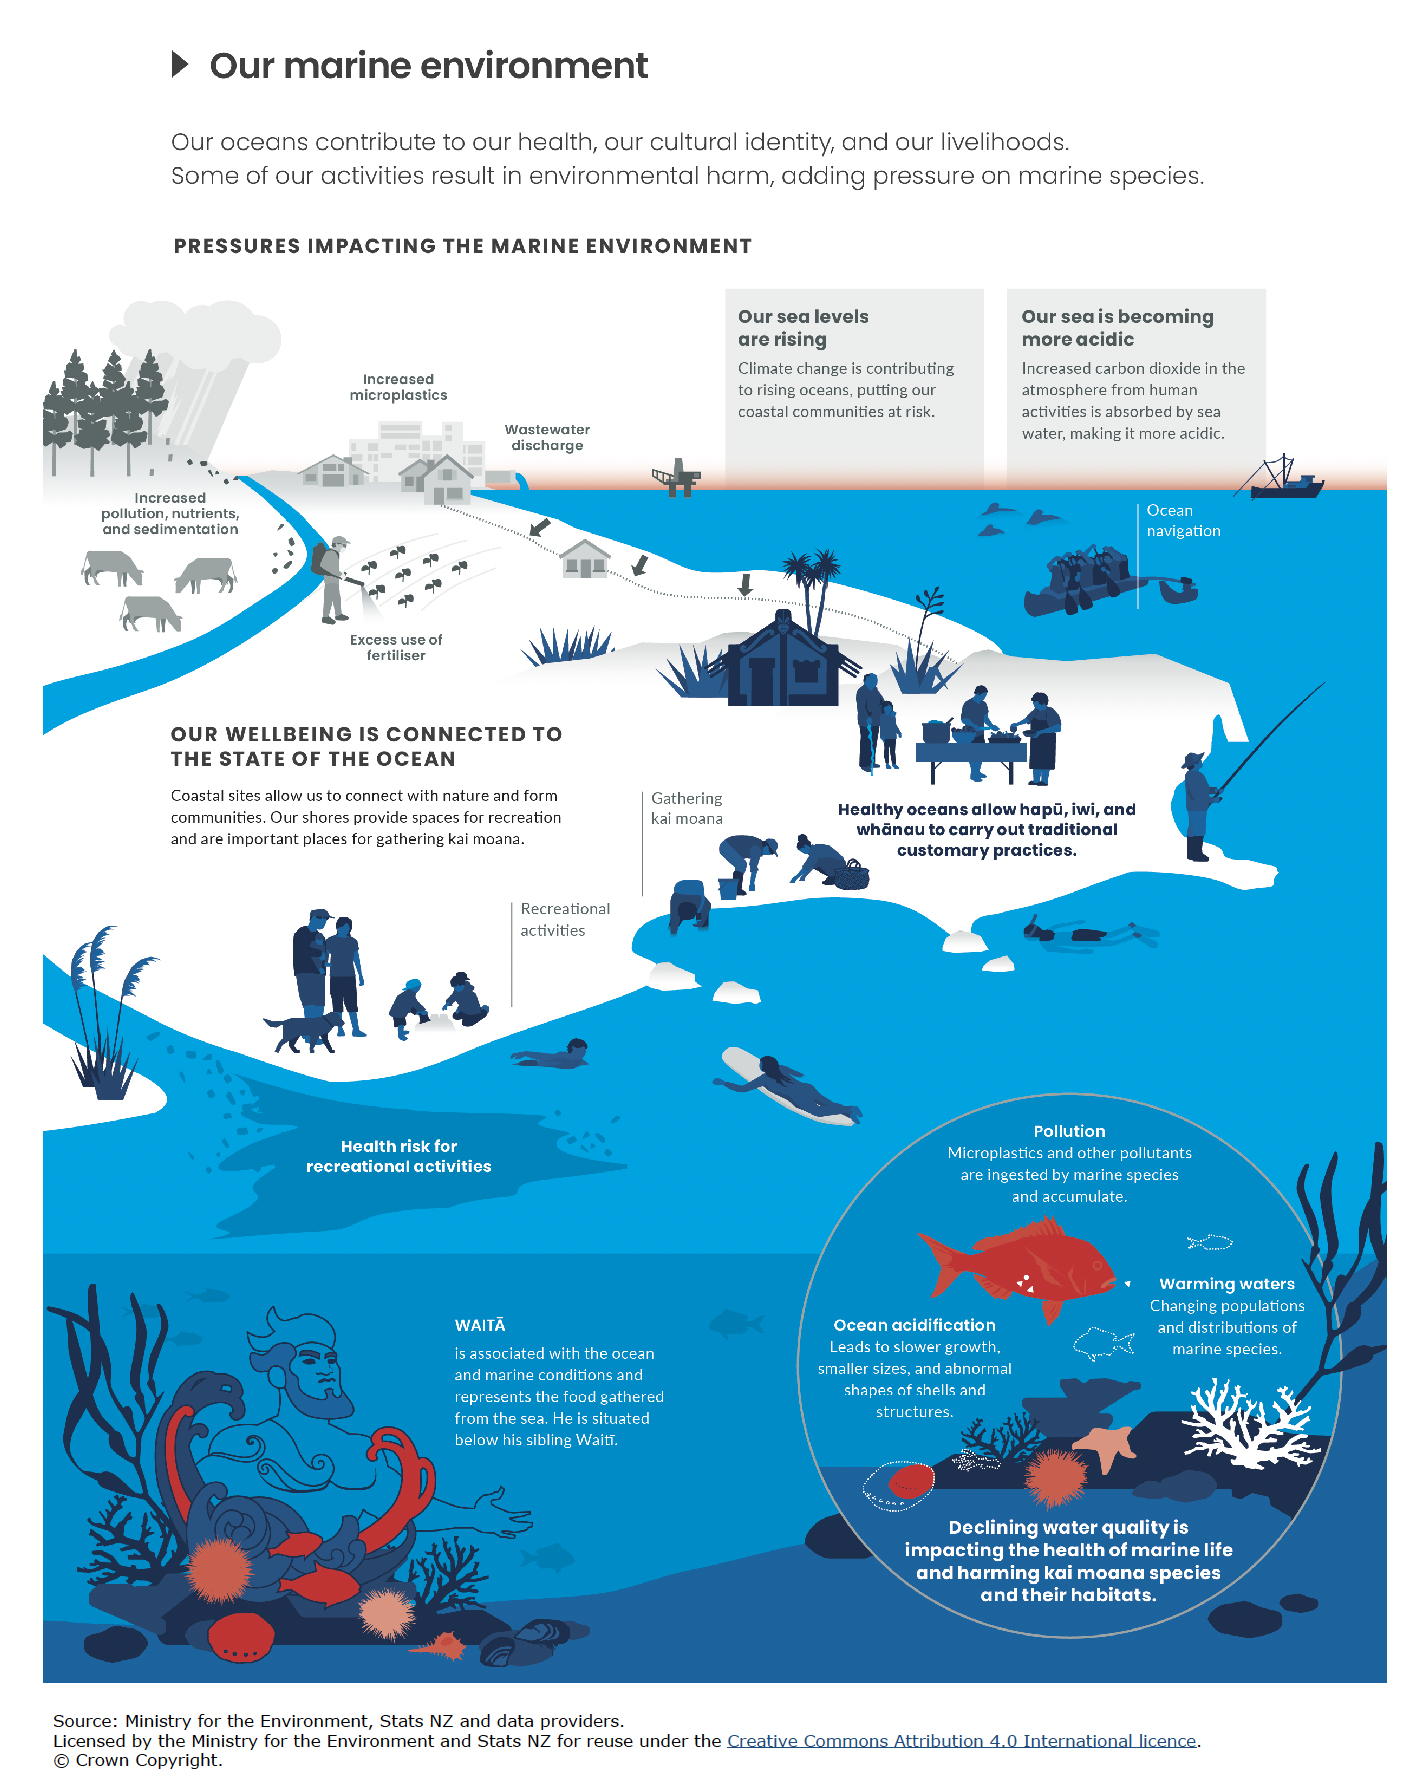 Our marine environment
Our oceans contribute to our health, our cultural identity, and our livelihoods.
Some of our activities result in environmental harm, adding pressure on marine species.
PRESSURES IMPACTING THE MARINE ENVIRONMENT
Our sea levels
are rising
Climate change is contributing
to rising oceans, putting our
coastal communities at risk.
Our sea is becoming
more acidic
Increased carbon dioxide in the
atmosphere from human
activities is absorbed by sea
water, making it more acidic.
Increased
microplastics
Wastewater
discharge
Increased
pollution, nutrients,
and sedimentation
Ocean
navigation
Excess use of
fertiliser
OUR WELLBEING IS CONNECTED TO
THE STATE OF THE OCEAN
Coastal sites allow us to connect with nature and form
communities. Our shores provide spaces for recreation
and are important places for gathering kai moana.
Gathering
kai moana
Healthy oceans allow hapū, iwi, and
whānau to carry out traditional
customary practices.
Recreational
activities
Health risk for
recreational activities
Pollution
Microplastics and other pollutants
are ingested by marine species
and accumulate.
Warming waters
Changing populations
and distributions of
marine species.
Ocean acidification
Leads to slower growth,
smaller sizes, and abnormal
shapes of shells and
structures.
WAITĀ
is associated with the ocean
and marine conditions and
represents the food gathered
from the sea. He is situated
below his sibling Waitī.
Declining water quality is
impacting the health of marine life
and harming kai moana species
and their habitats.
Source: Ministry for the Environment, Stats NZ and data providers.
Licensed by the Ministry for the Environment and Stats NZ for reuse under the Creative Commons Attribution 4.0 International licence.
© Crown Copyright.